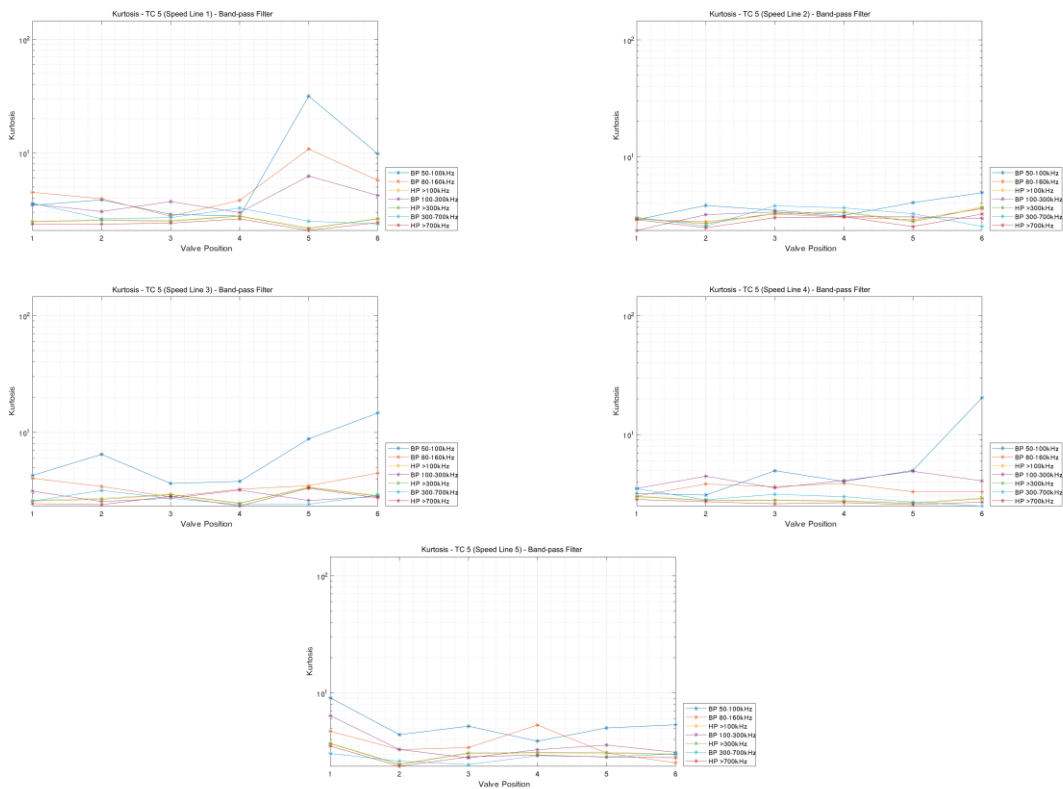 Kurtosis - TC 5 (Speed Line 1) - Band-pass Filter
10²
10¹
Kurtosis
1 2 3 4 5 6
Valve Position
BP 50-100kHz
BP 80-160kHz
HP >100kHz
BP 100-300kHz
HP >300kHz
BP 300-700kHz
HP >700kHz
Kurtosis - TC 5 (Speed Line 2) - Band-pass Filter
10²
10¹
Kurtosis
1 2 3 4 5 6
Valve Position
BP 50-100kHz
BP 80-160kHz
HP >100kHz
BP 100-300kHz
HP >300kHz
BP 300-700kHz
HP >700kHz
Kurtosis - TC 5 (Speed Line 3) - Band-pass Filter
10²
10¹
Kurtosis
1 2 3 4 5 6
Valve Position
BP 50-100kHz
BP 80-160kHz
HP >100kHz
BP 100-300kHz
HP >300kHz
BP 300-700kHz
HP >700kHz
Kurtosis - TC 5 (Speed Line 4) - Band-pass Filter
10²
10¹
Kurtosis
1 2 3 4 5 6
Valve Position
BP 50-100kHz
BP 80-160kHz
HP >100kHz
BP 100-300kHz
HP >300kHz
BP 300-700kHz
HP >700kHz
Kurtosis - TC 5 (Speed Line 5) - Band-pass Filter
10²
10¹
Kurtosis
1 2 3 4 5 6
Valve Position
BP 50-100kHz
BP 80-160kHz
HP >100kHz
BP 100-300kHz
HP >300kHz
BP 300-700kHz
HP >700kHz